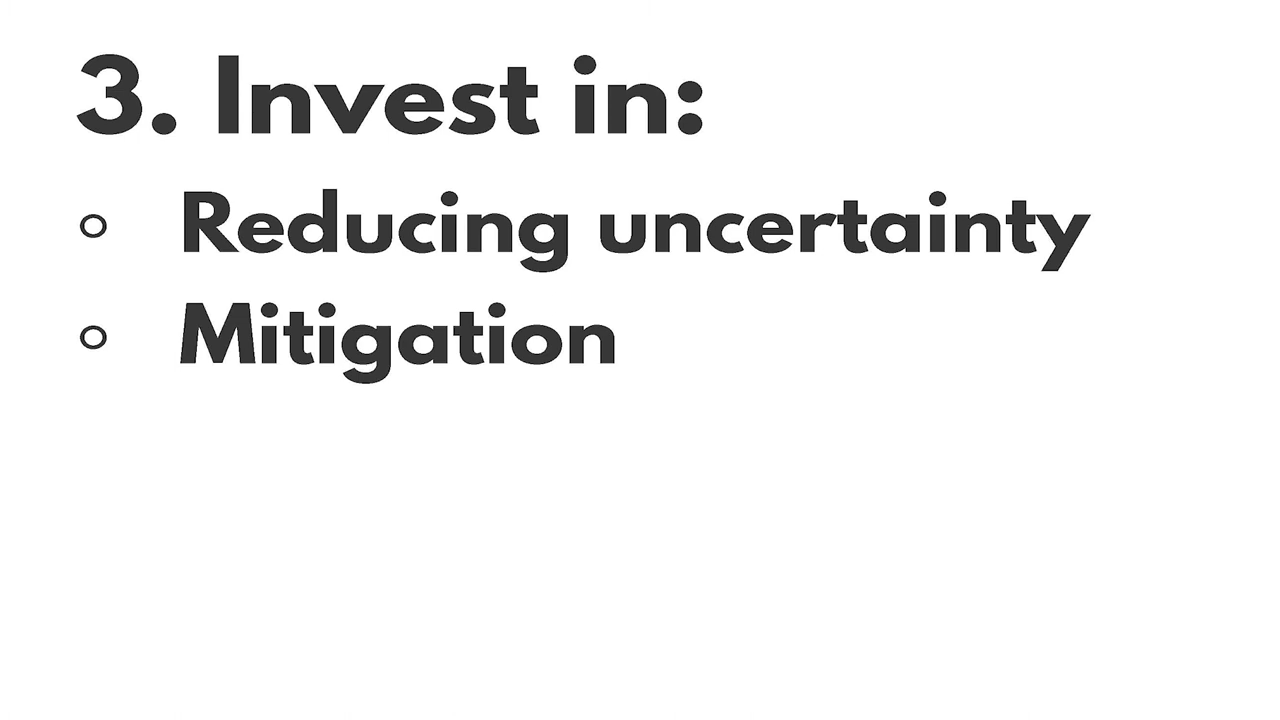 3. Invest in:
○ Reducing uncertainty
○ Mitigation